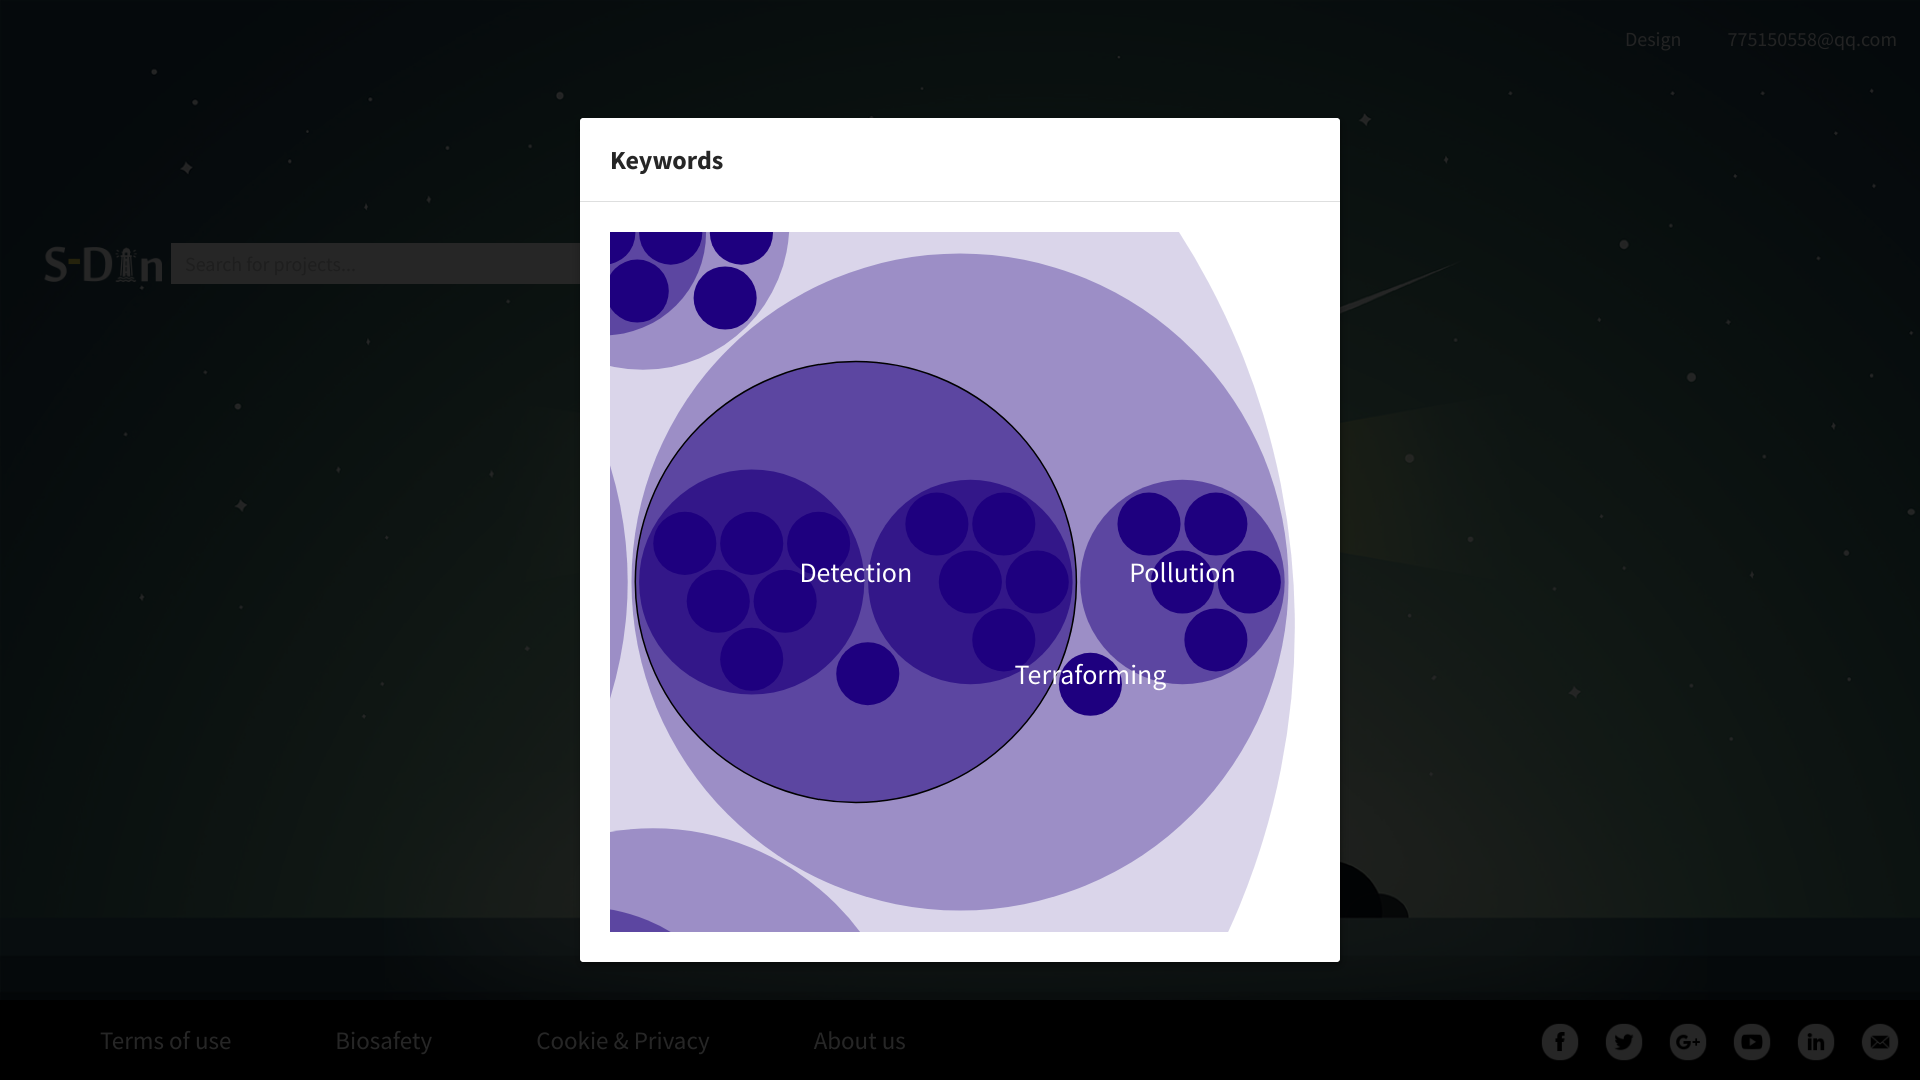 Design 775150558@qq.com
Keywords
S-Din
Search for projects...
Detection
Pollution
Terraforming
Terms of use Biosafety Cookie & Privacy About us